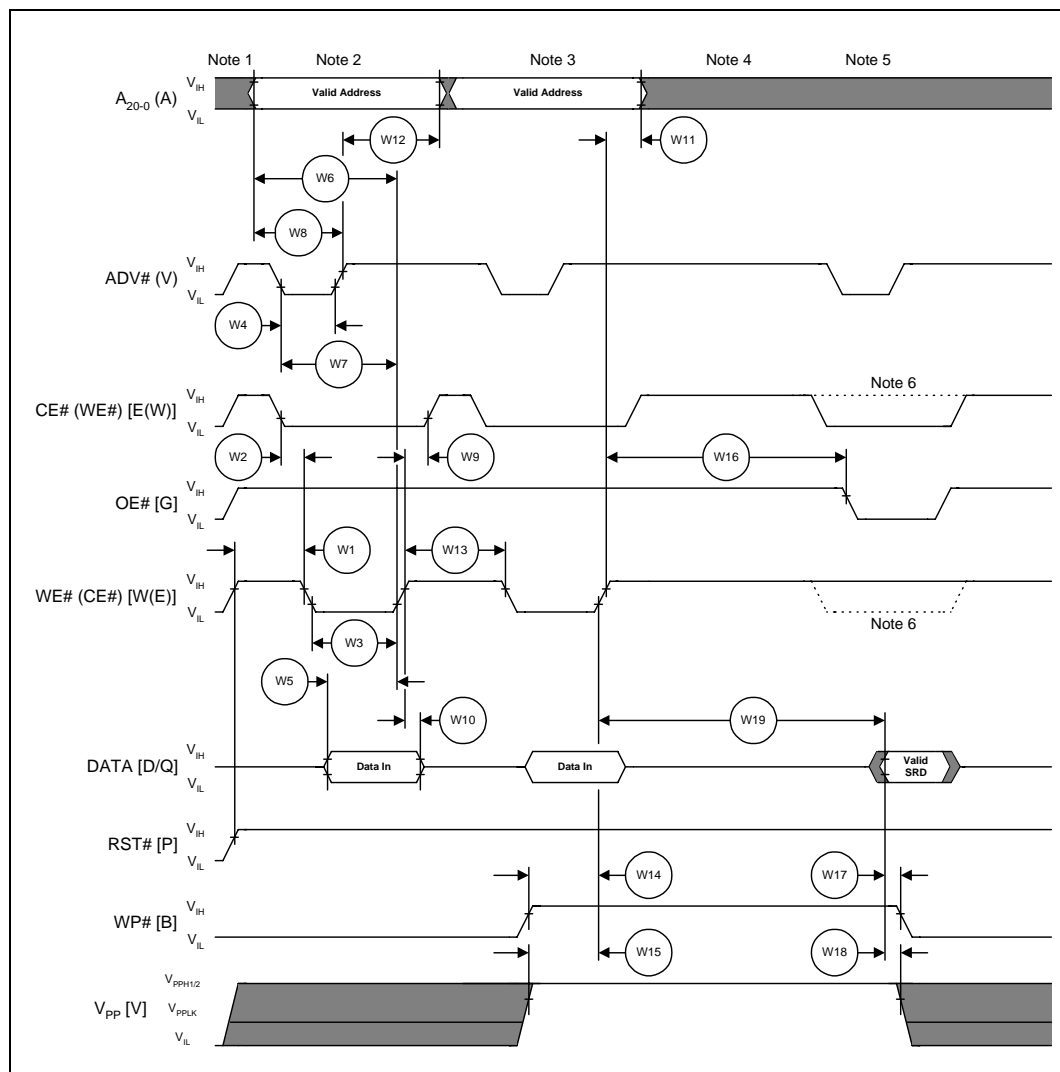 Note 1 Note 2 Note 3 Note 4 Note 5
VIH
A20-0 (A) Valid Address Valid Address
VIL
W12 W11
W6
W8
VIH
ADV# (V)
VIL
W4
W7
VIH Note 6
CE# (WE#) [E(W)]
VIL
W2 W9 W16
VIH
OE# [G]
VIL
W1 W13
VIH
WE# (CE#) [W(E)]
VIL
Note 6
W3
W5
W10 W19
VIH
DATA [D/Q] Data In Data In Valid
SRD
VIL
VIH
RST# [P]
VIL
W14 W17
VIH
WP# [B]
VIL
W15 W18
VPPH1/2
VPP [V] VPPLK
VIL